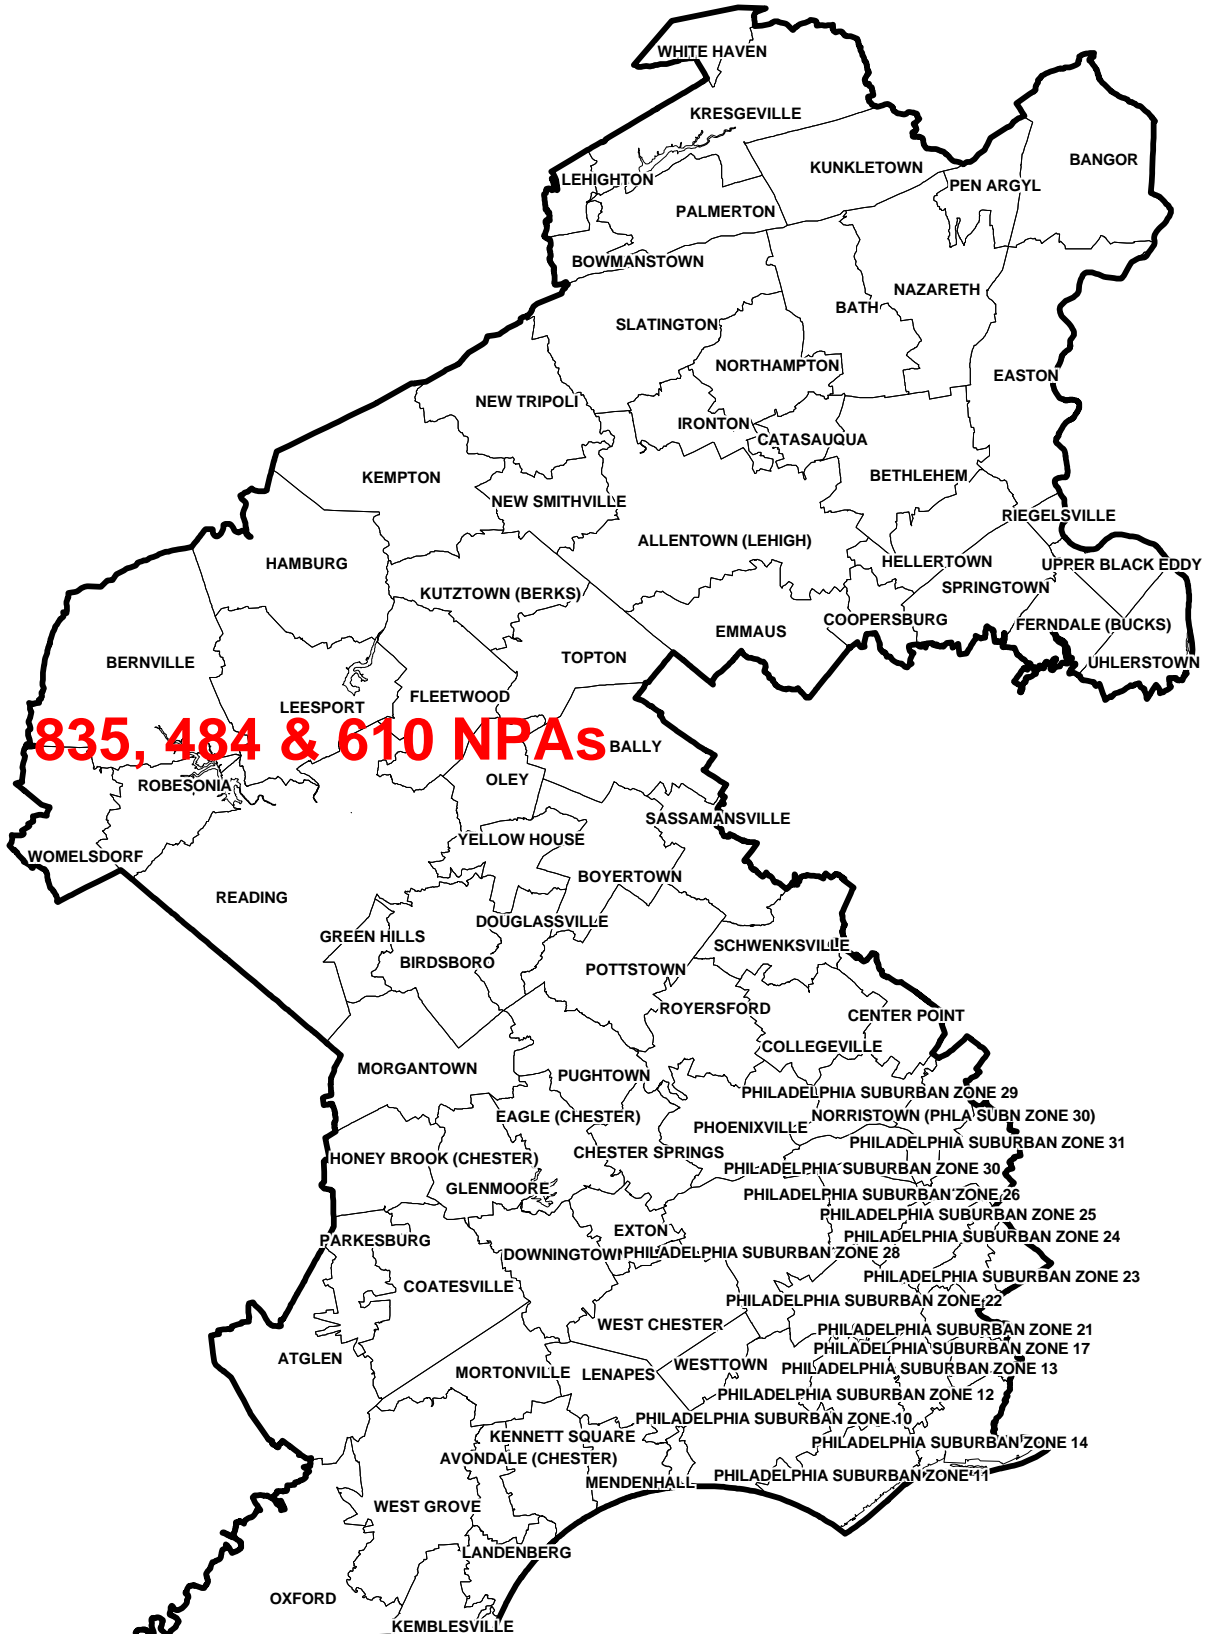 WHITE HAVEN
KRESGEVILLE
BANGOR
KUNKLETOWN
LEHIGHTON
PEN ARGYL
PALMERTON
BOWMANSTOWN
NAZARETH
BATH
SLATINGTON
NORTHAMPTON
EASTON
NEW TRIPOLI
IRONTON
CATASAUQUA
KEMPTON
BETHLEHEM
NEW SMITHVILLE
RIEGELSVILLE
ALLENTOWN (LEHIGH)
HAMBURG
HELLERTOWN
UPPER BLACK EDDY
SPRINGTOWN
KUTZTOWN (BERKS)
COOPERSBURG
FERNDALE (BUCKS)
EMMAUS
TOPTON
BERNVILLE
UHLERSTOWN
FLEETWOOD
LEESPORT
835, 484 & 610 NPAs
BALLY
OLEY
ROBESONIA
SASSAMANSVILLE
YELLOW HOUSE
WOMELSDORF
BOYERTOWN
READING
DOUGLASSVILLE
GREEN HILLS
SCHWENKSVILLE
BIRDSBORO
POTTSTOWN
ROYERSFORD
CENTER POINT
COLLEGEVILLE
MORGANTOWN
PUGHTOWN
PHILADELPHIA SUBURBAN ZONE 29
EAGLE (CHESTER)
NORRISTOWN (PHLA SUBN ZONE 30)
PHOENIXVILLE
PHILADELPHIA SUBURBAN ZONE 31
CHESTER SPRINGS
HONEY BROOK (CHESTER)
PHILADELPHIA SUBURBAN ZONE 30
GLENMOORE
PHILADELPHIA SUBURBAN ZONE 26
PHILADELPHIA SUBURBAN ZONE 25
EXTON
PHILADELPHIA SUBURBAN ZONE 24
PARKESBURG
DOWNINGTOWN
PHILADELPHIA SUBURBAN ZONE 28
PHILADELPHIA SUBURBAN ZONE 23
COATESVILLE
PHILADELPHIA SUBURBAN ZONE 22
WEST CHESTER
PHILADELPHIA SUBURBAN ZONE 21
PHILADELPHIA SUBURBAN ZONE 17
ATGLEN
WESTTOWN
PHILADELPHIA SUBURBAN ZONE 13
MORTONVILLE
LENAPES
PHILADELPHIA SUBURBAN ZONE 12
PHILADELPHIA SUBURBAN ZONE 10
KENNETT SQUARE
PHILADELPHIA SUBURBAN ZONE 14
AVONDALE (CHESTER)
PHILADELPHIA SUBURBAN ZONE 11
MENDENHALL
WEST GROVE
LANDENBERG
OXFORD
KEMBLESVILLE